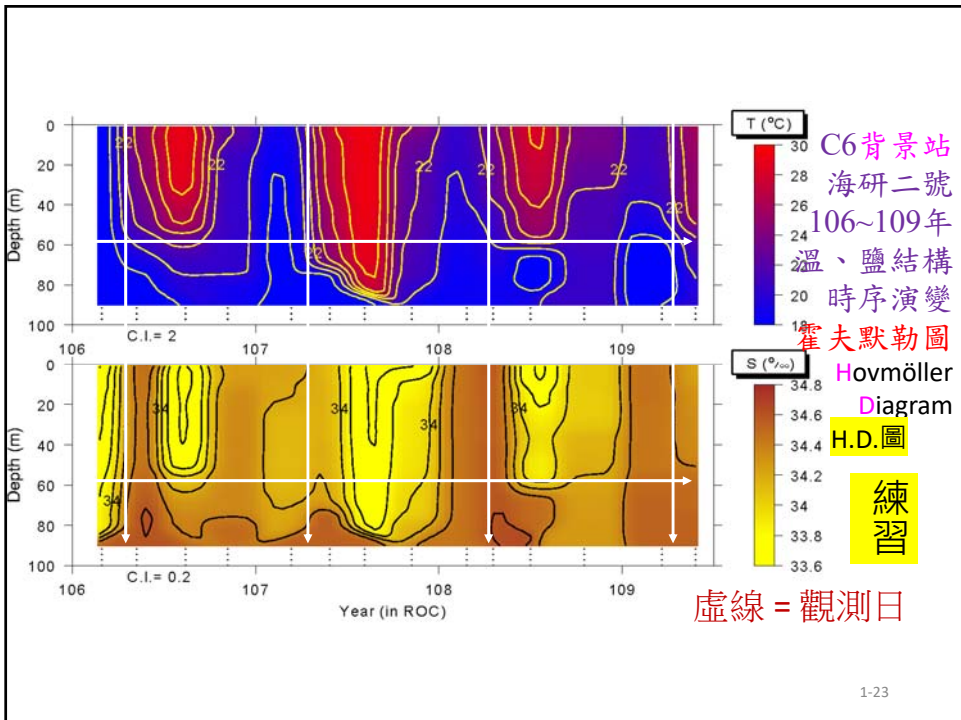 0
20
40
60
80
100
Depth (m)
22
22
22
22
22
22
22
C.I.= 2
106
107
108
109
T (°C)
30
28
26
24
22
20
18
C6背景站
海研二號
106~109年
溫、鹽結構
時序演變
霍夫默勒圖
Hovmöller
Diagram
H.D.圖
練
習
0
20
40
60
80
100
Depth (m)
34
34
34
34
C.I.= 0.2
106
107
108
109
Year (in ROC)
S (º/₀₀)
34.8
34.6
34.4
34.2
34
33.8
33.6
虛線 = 觀測日
1-23